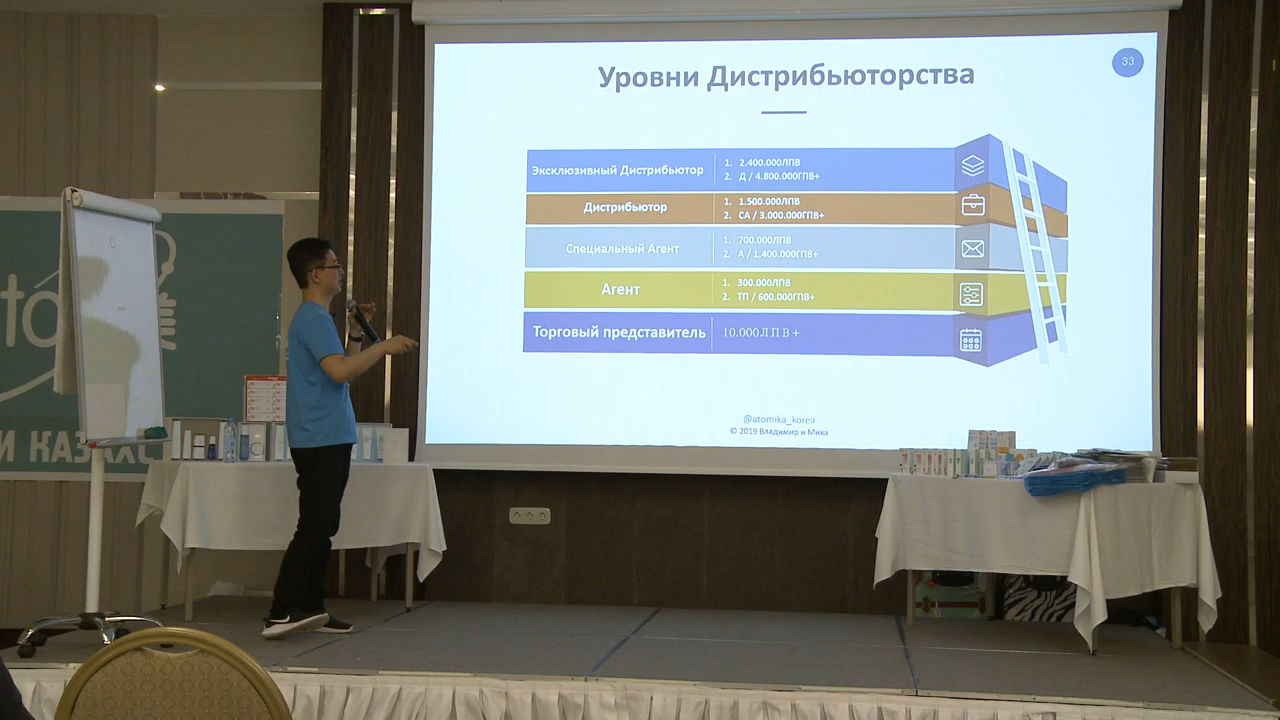 33
Уровни Дистрибьюторства
Эксклюзивный Дистрибьютор
1. 2.400.000ЛПВ
2. Д / 4.800.000ГПВ+
Дистрибьютор
1. 1.500.000ЛПВ
2. СА / 3.000.000ГПВ+
Специальный Агент
1. 700.000ЛПВ
2. А / 1.400.000ГПВ+
Агент
1. 300.000ЛПВ
2. ТП / 600.000ГПВ+
Торговый представитель
10.000ЛПВ+
@atomika_korea
© 2019 Владимир и Мика
И КАЗАХС